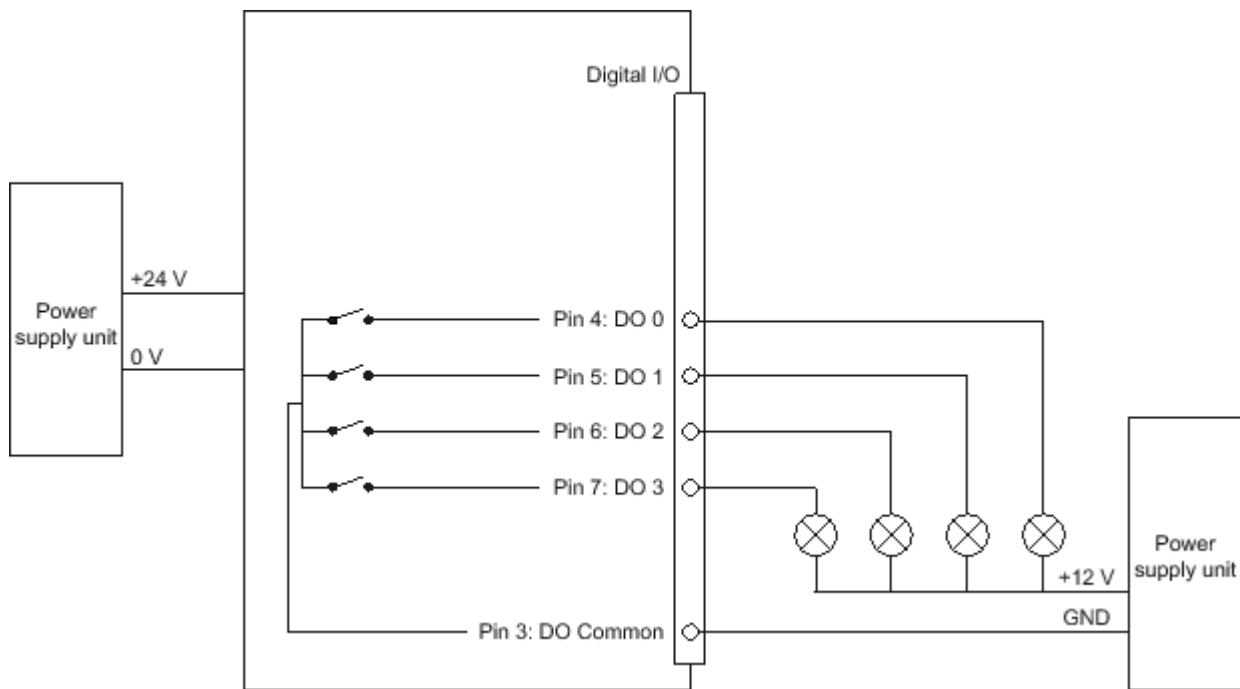 Digital I/O
+24 V
Power
supply unit
0 V
Pin 4: DO 0
Pin 5: DO 1
Pin 6: DO 2
Pin 7: DO 3
Power
supply unit
+12 V
GND
Pin 3: DO Common